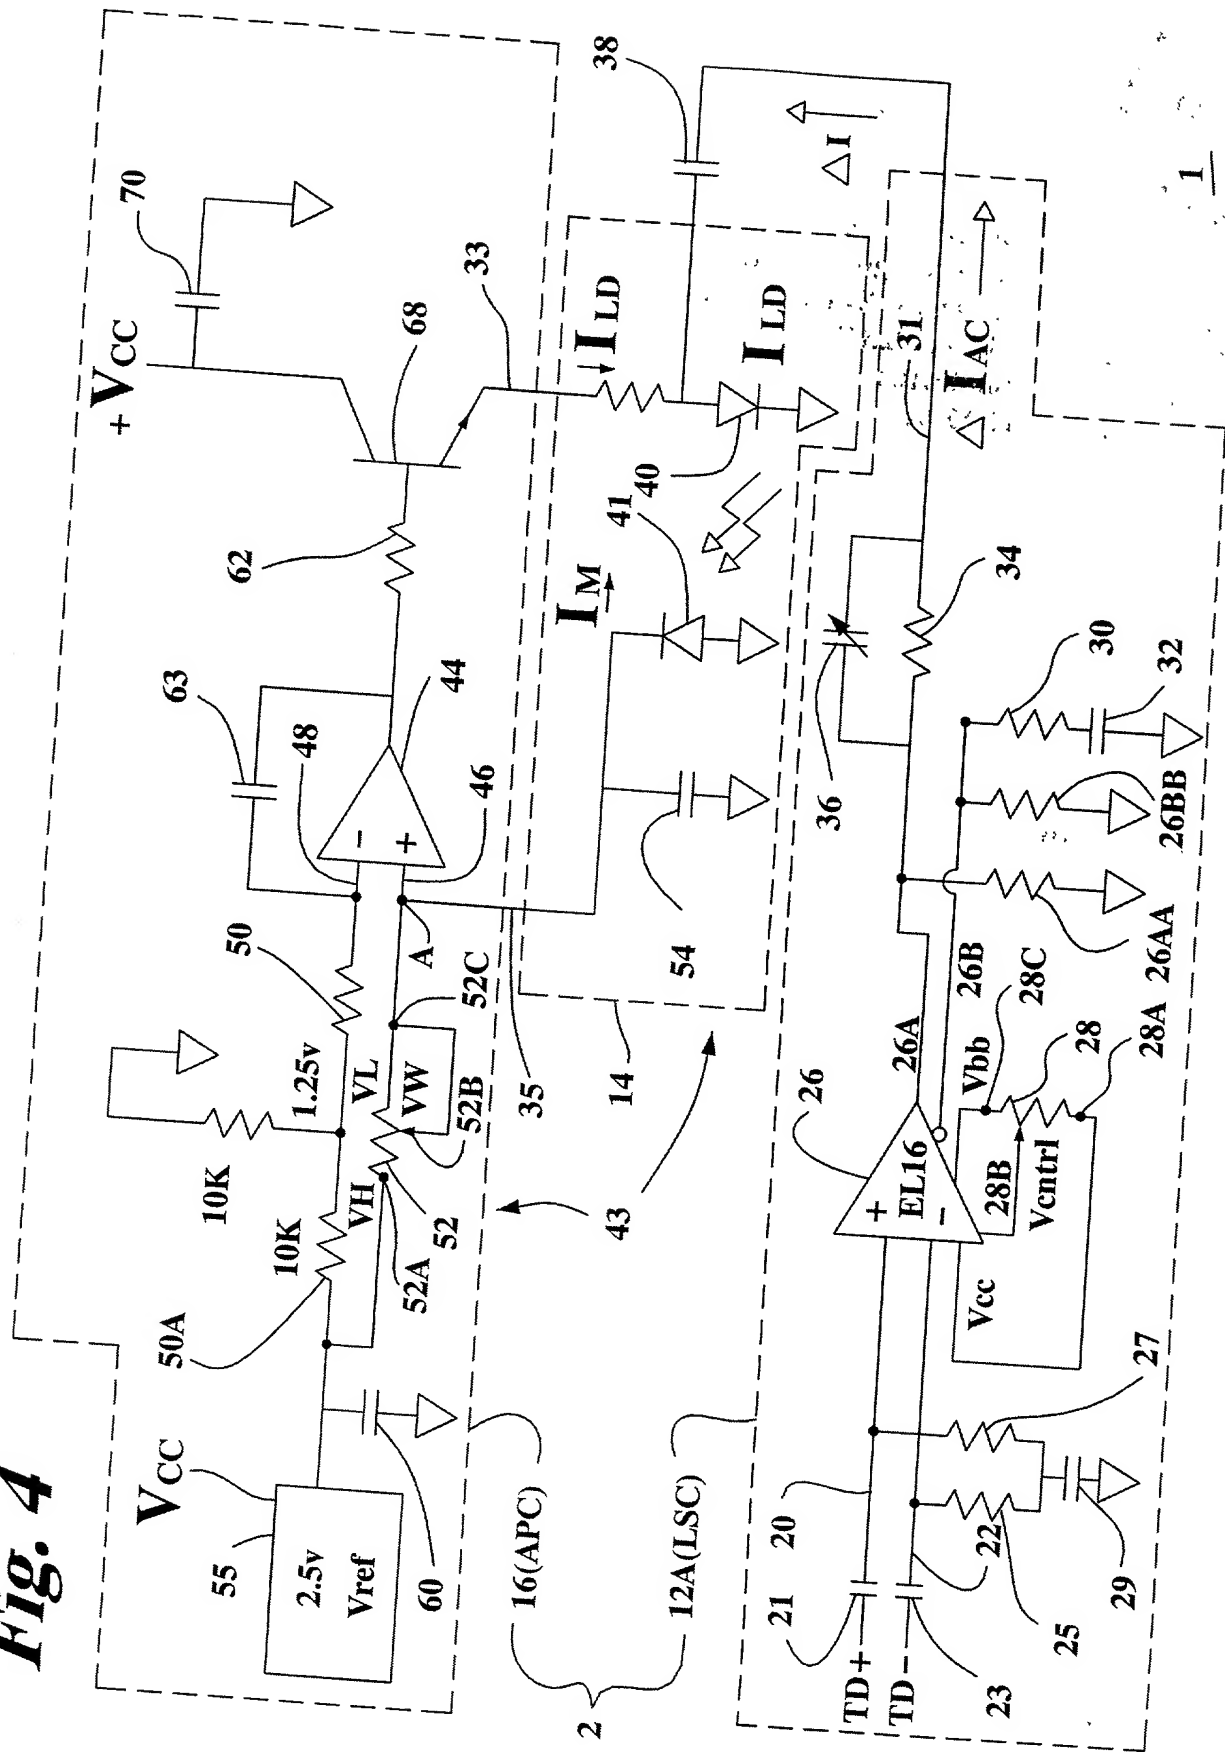 Fig. 4
VCC
55
2.5v
Vref
60
50A
10K
10K
VH
52A
52
52B
VW
VL
1.25v
50
52C
A
48
46
63
44
62
+VCC
70
68
33
38
ILD
ILD
40
41
IM
54
35
14
43
16(APC)
2
12A(LSC)
TD+
TD−
21
23
20
22
25
27
29
26
+
−
EL16
Vcc
Vcntrl
28B
Vbb
28
28A
28C
26A
26B
26AA
26BB
30
32
34
36
31
△IAC
△I
1